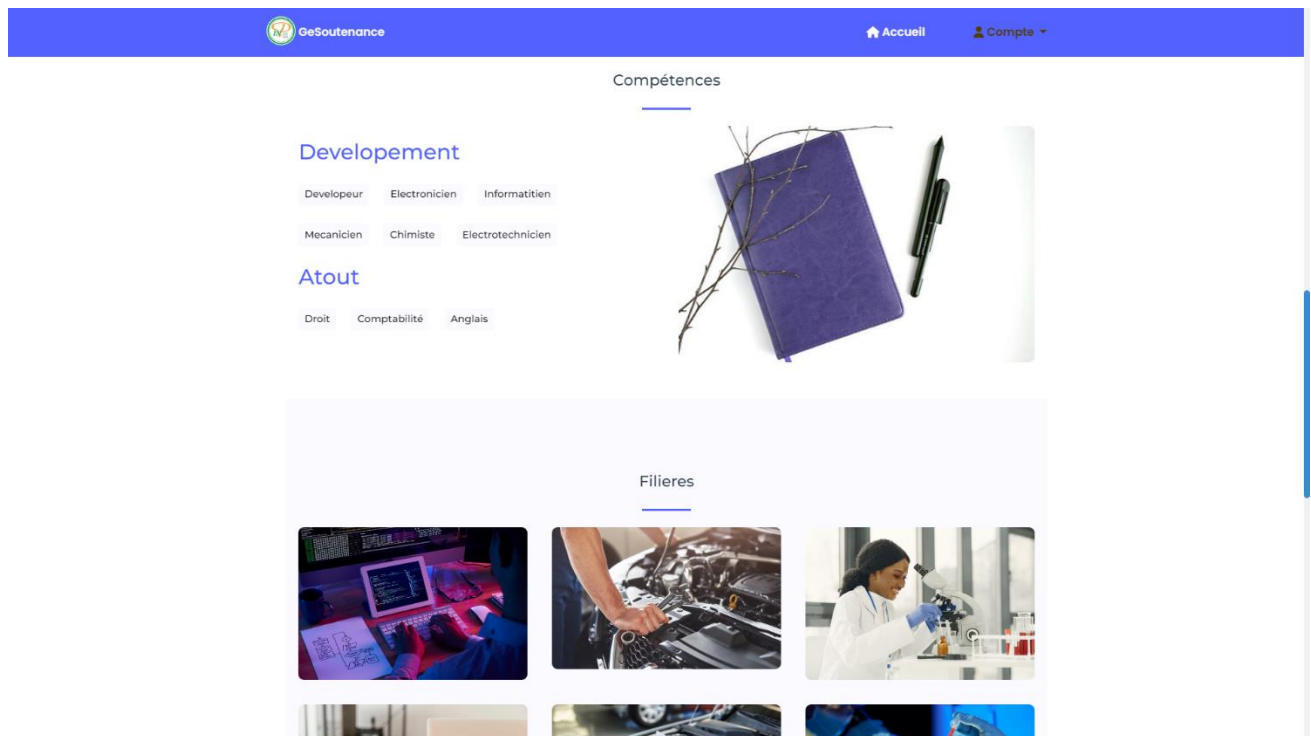 GeSoutenance
Accueil
Compte
Compétences
Developement
Developeur Electronicien Informatitien
Mecanicien Chimiste Electrotechnicien
Atout
Droit Comptabilité Anglais
Filieres